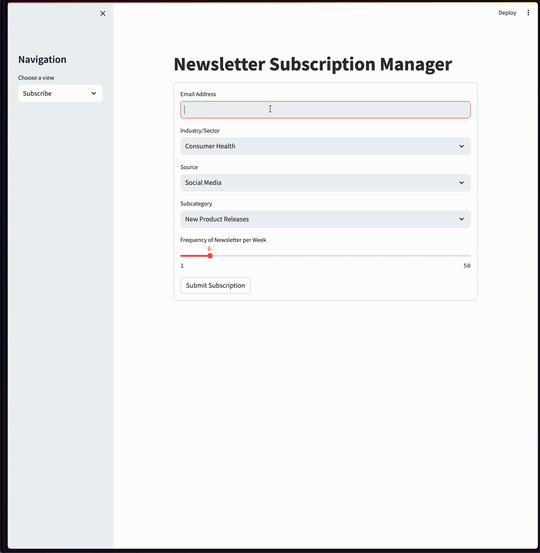 Deploy
Navigation
Choose a view
Subscribe
Newsletter Subscription Manager
Email Address
Industry/Sector
Consumer Health
Source
Social Media
Subcategory
New Product Releases
Frequency of Newsletter per Week
6
1 50
Submit Subscription